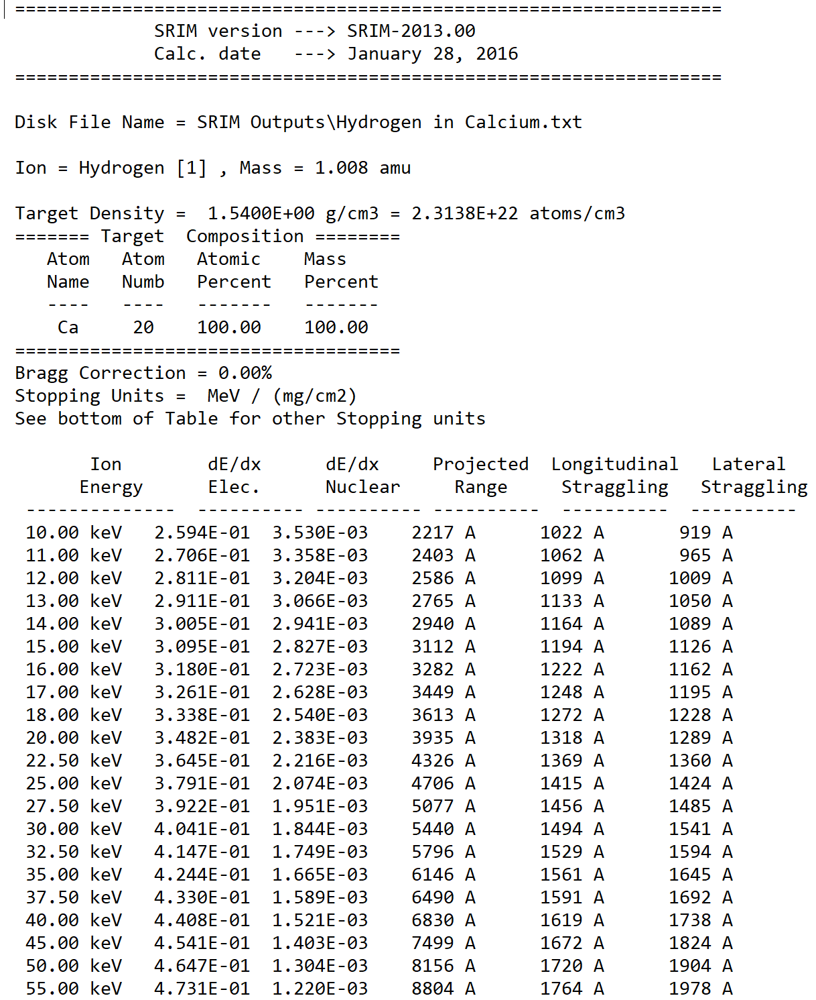 ==================================================================
             SRIM version ---> SRIM-2013.00
             Calc. date   ---> January 28, 2016
==================================================================

Disk File Name = SRIM Outputs\Hydrogen in Calcium.txt

Ion = Hydrogen [1] , Mass = 1.008 amu

Target Density =  1.5400E+00 g/cm3 = 2.3138E+22 atoms/cm3
======= Target  Composition ========
   Atom   Atom   Atomic    Mass
   Name   Numb   Percent   Percent
   ----   ----   -------   -------
    Ca     20    100.00    100.00
====================================
Bragg Correction = 0.00%
Stopping Units =  MeV / (mg/cm2)
See bottom of Table for other Stopping units

       Ion        dE/dx      dE/dx     Projected  Longitudinal   Lateral
      Energy      Elec.      Nuclear     Range     Straggling   Straggling
 --------------  ---------- ---------- ----------  ----------  ----------
 10.00 keV   2.594E-01  3.530E-03    2217 A      1022 A       919 A
 11.00 keV   2.706E-01  3.358E-03    2403 A      1062 A       965 A
 12.00 keV   2.811E-01  3.204E-03    2586 A      1099 A      1009 A
 13.00 keV   2.911E-01  3.066E-03    2765 A      1133 A      1050 A
 14.00 keV   3.005E-01  2.941E-03    2940 A      1164 A      1089 A
 15.00 keV   3.095E-01  2.827E-03    3112 A      1194 A      1126 A
 16.00 keV   3.180E-01  2.723E-03    3282 A      1222 A      1162 A
 17.00 keV   3.261E-01  2.628E-03    3449 A      1248 A      1195 A
 18.00 keV   3.338E-01  2.540E-03    3613 A      1272 A      1228 A
 20.00 keV   3.482E-01  2.383E-03    3935 A      1318 A      1289 A
 22.50 keV   3.645E-01  2.216E-03    4326 A      1369 A      1360 A
 25.00 keV   3.791E-01  2.074E-03    4706 A      1415 A      1424 A
 27.50 keV   3.922E-01  1.951E-03    5077 A      1456 A      1485 A
 30.00 keV   4.041E-01  1.844E-03    5440 A      1494 A      1541 A
 32.50 keV   4.147E-01  1.749E-03    5796 A      1529 A      1594 A
 35.00 keV   4.244E-01  1.665E-03    6146 A      1561 A      1645 A
 37.50 keV   4.330E-01  1.589E-03    6490 A      1591 A      1692 A
 40.00 keV   4.408E-01  1.521E-03    6830 A      1619 A      1738 A
 45.00 keV   4.541E-01  1.403E-03    7499 A      1672 A      1824 A
 50.00 keV   4.647E-01  1.304E-03    8156 A      1720 A      1904 A
 55.00 keV   4.731E-01  1.220E-03    8804 A      1764 A      1978 A